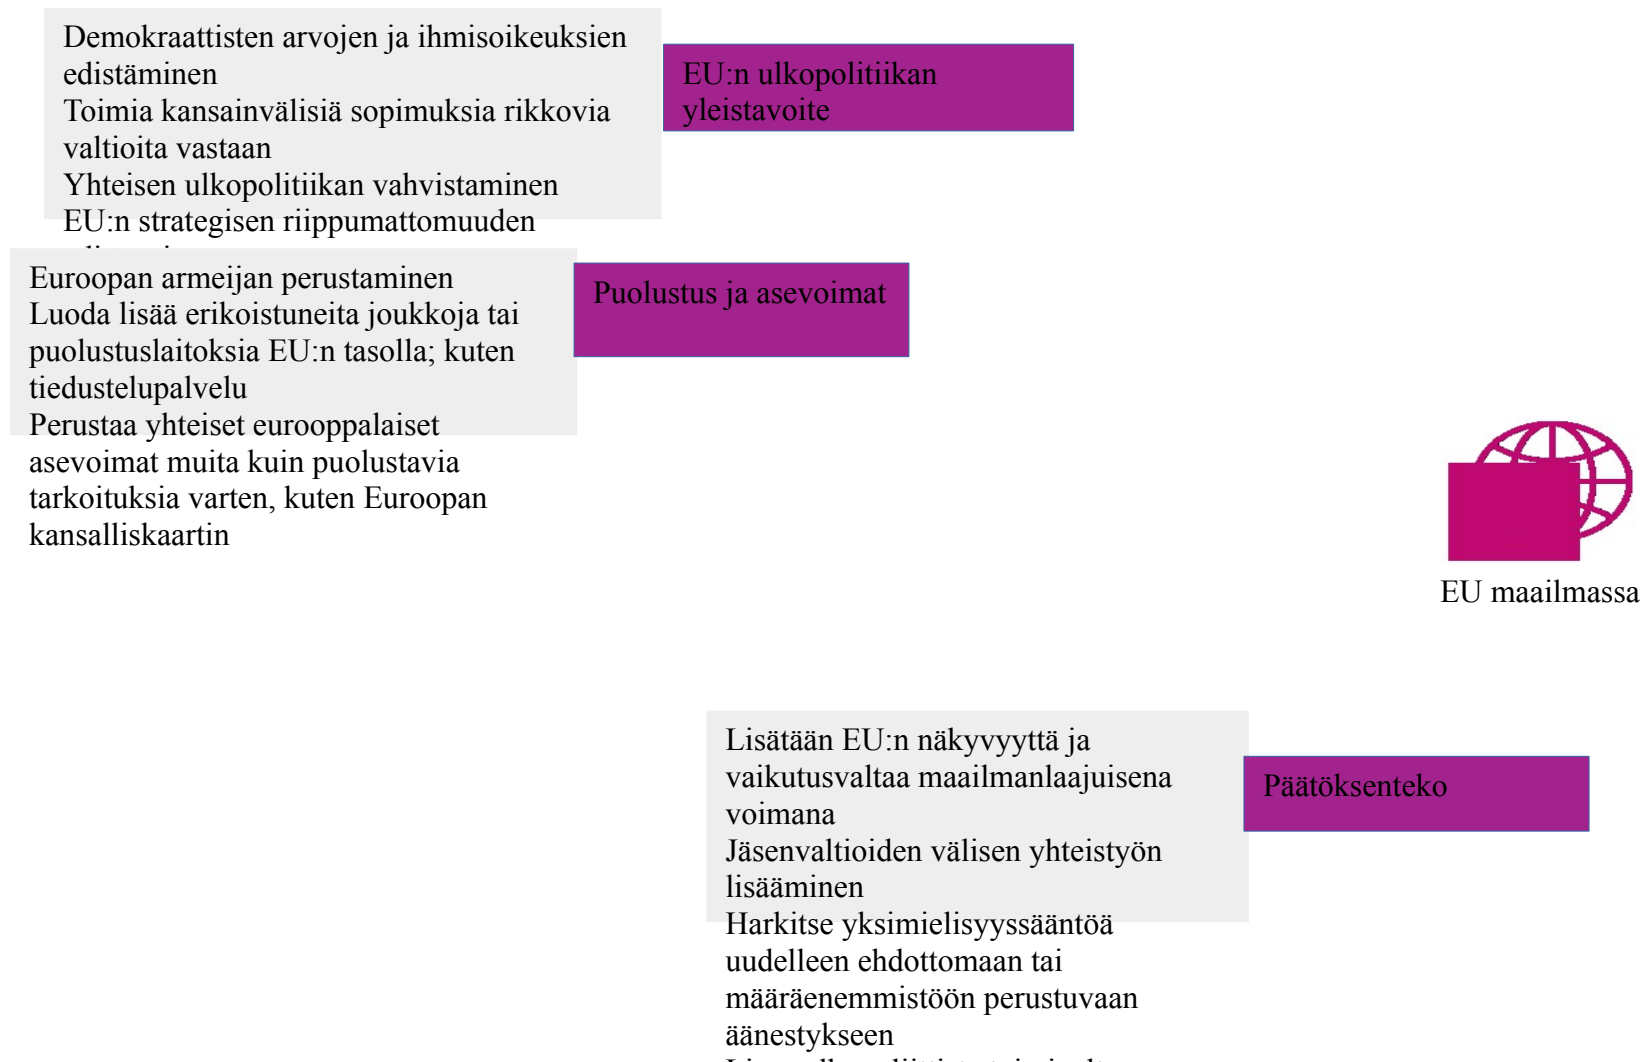 Demokraattisten arvojen ja ihmisoikeuksien
edistäminen
Toimia kansainvälisiä sopimuksia rikkovia
valtioita vastaan
Yhteisen ulkopolitiikan vahvistaminen
EU:n strategisen riippumattomuuden
EU:n ulkopolitiikan
yleistavoite
Euroopan armeijan perustaminen
Luoda lisää erikoistuneita joukkoja tai
puolustuslaitoksia EU:n tasolla; kuten
tiedustelupalvelu
Perustaa yhteiset eurooppalaiset
asevoimat muita kuin puolustavia
tarkoituksia varten, kuten Euroopan
kansalliskaartin
Puolustus ja asevoimat
EU maailmassa
Lisätään EU:n näkyvyyttä ja
vaikutusvaltaa maailmanlaajuisena
voimana
Jäsenvaltioiden välisen yhteistyön
lisääminen
Harkitse yksimielisyyssääntöä
uudelleen ehdottomaan tai
määräenemmistöön perustuvaan
äänestykseen
Päätöksenteko